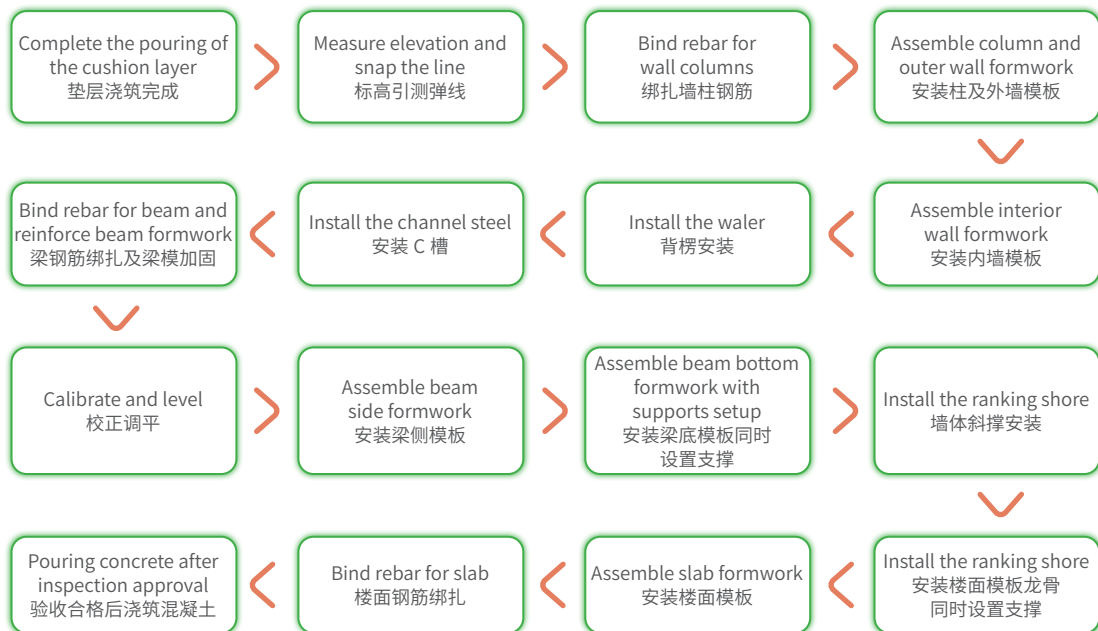 Complete the pouring of
the cushion layer
垫层浇筑完成
Measure elevation and
snap the line
标高引测弹线
Bind rebar for
wall columns
绑扎墙柱钢筋
Assemble column and
outer wall formwork
安装柱及外墙模板
Assemble interior
wall formwork
安装内墙模板
Install the waler
背楞安装
Install the channel steel
安装 C 槽
Bind rebar for beam and
reinforce beam formwork
梁钢筋绑扎及梁模加固
Calibrate and level
校正调平
Assemble beam
side formwork
安装梁侧模板
Assemble beam bottom
formwork with
supports setup
安装梁底模板同时
设置支撑
Install the ranking shore
墙体斜撑安装
Install the ranking shore
安装楼面模板龙骨
同时设置支撑
Assemble slab formwork
安装楼面模板
Bind rebar for slab
楼面钢筋绑扎
Pouring concrete after
inspection approval
验收合格后浇筑混凝土